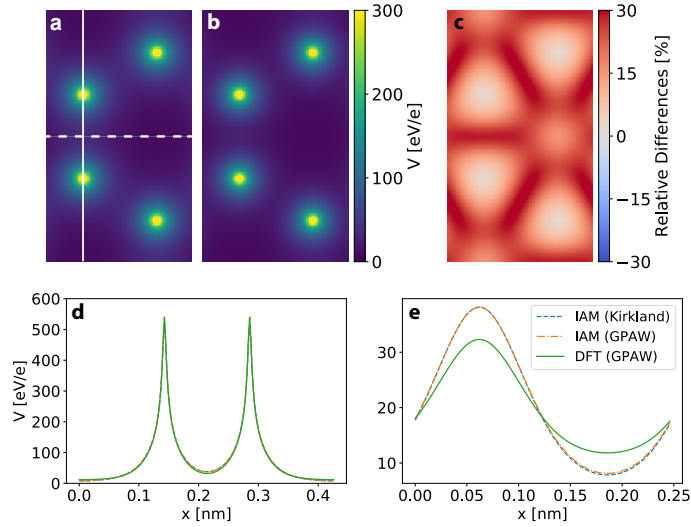 a
b
c
300
200
100
0
V [eV/e]
30
15
0
−15
−30
Relative Differences [%]
d
600
500
400
300
200
100
0
V [eV/e]
0.0 0.1 0.2 0.3 0.4
x [nm]
e
IAM (Kirkland)
IAM (GPAW)
DFT (GPAW)
40
30
20
10
0.00 0.05 0.10 0.15 0.20 0.25
x [nm]